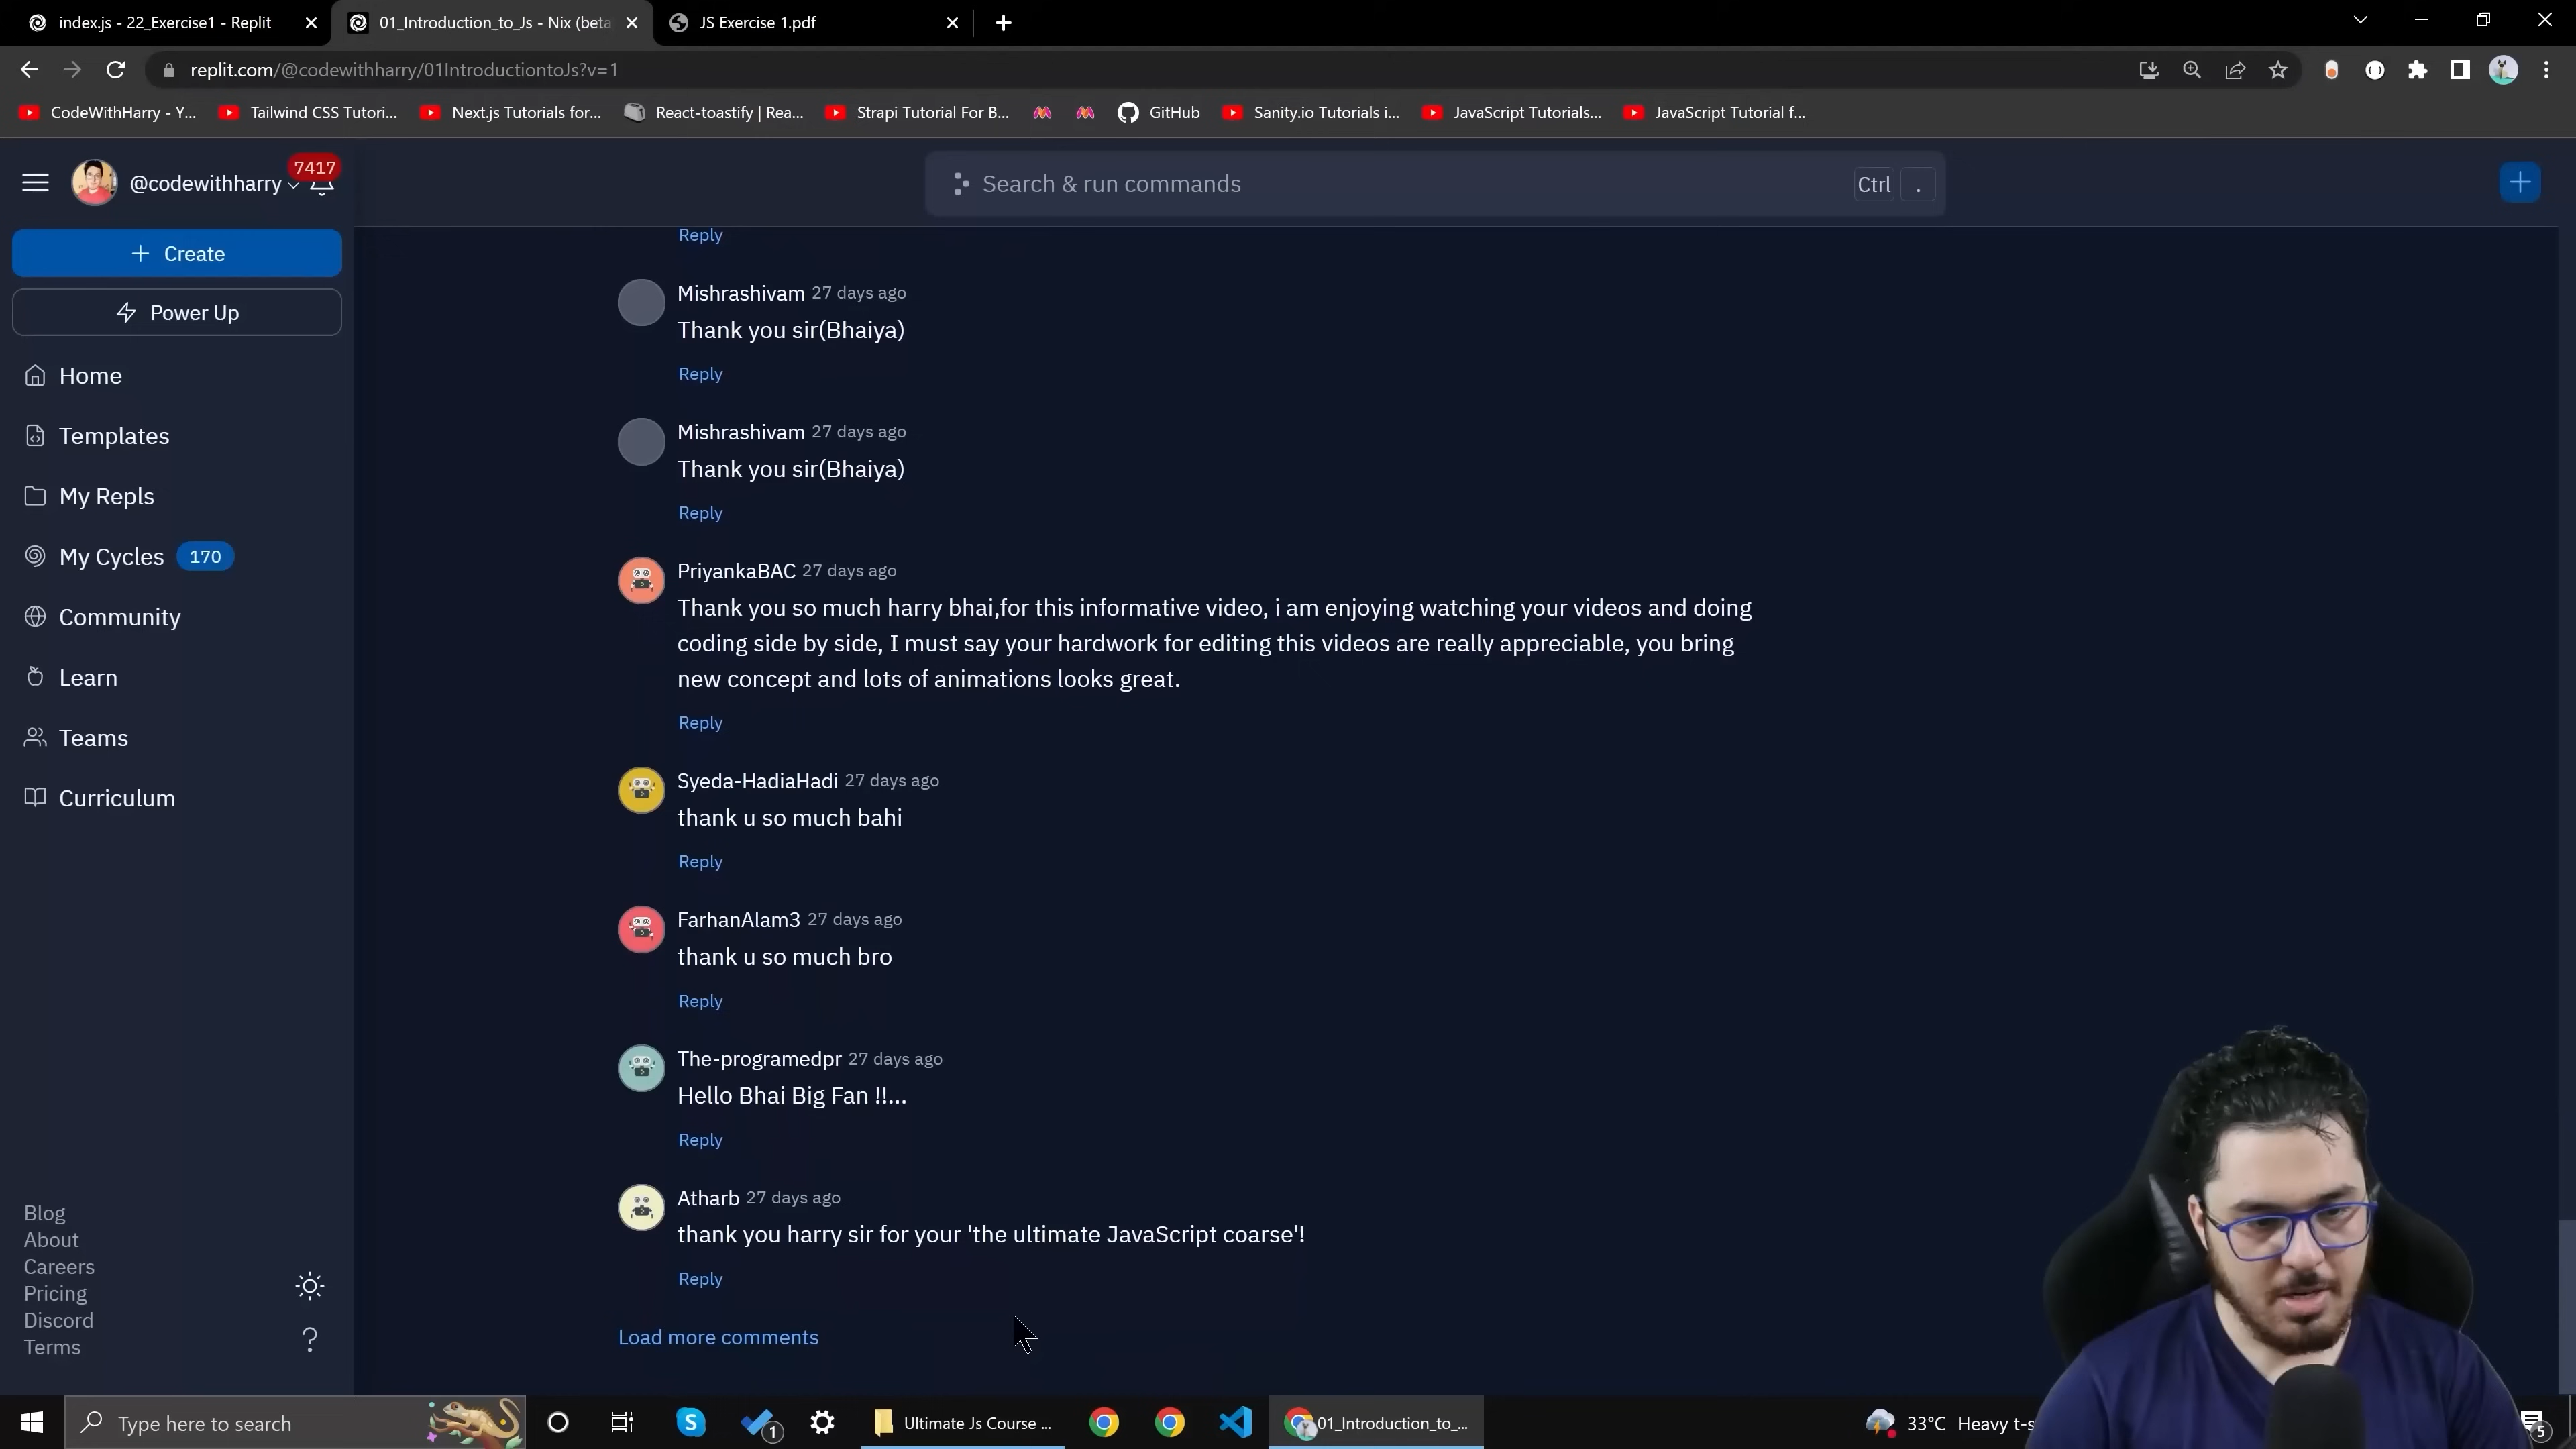 index.js - 22_Exercise1 - Replit
01_Introduction_to_Js - Nix (beta
JS Exercise 1.pdf
replit.com/@codewithharry/01IntroductiontoJs?v=1
CodeWithHarry - Y...
Tailwind CSS Tutori...
Next.js Tutorials for...
React-toastify | Rea...
Strapi Tutorial For B...
GitHub
Sanity.io Tutorials i...
JavaScript Tutorials...
JavaScript Tutorial f...
@codewithharry
7417
Search & run commands
Ctrl .
Create
Power Up
Home
Templates
My Repls
My Cycles 170
Community
Learn
Teams
Curriculum
Blog
About
Careers
Pricing
Discord
Terms
Reply
Mishrashivam 27 days ago
Thank you sir(Bhaiya)
Reply
Mishrashivam 27 days ago
Thank you sir(Bhaiya)
Reply
PriyankaBAC 27 days ago
Thank you so much harry bhai,for this informative video, i am enjoying watching your videos and doing
coding side by side, I must say your hardwork for editing this videos are really appreciable, you bring
new concept and lots of animations looks great.
Reply
Syeda-HadiaHadi 27 days ago
thank u so much bahi
Reply
FarhanAlam3 27 days ago
thank u so much bro
Reply
The-programedpr 27 days ago
Hello Bhai Big Fan !!...
Reply
Atharb 27 days ago
thank you harry sir for your 'the ultimate JavaScript coarse'!
Reply
Load more comments
Type here to search
1
Ultimate Js Course ...
01_Introduction_to_...
33°C Heavy t-s
5